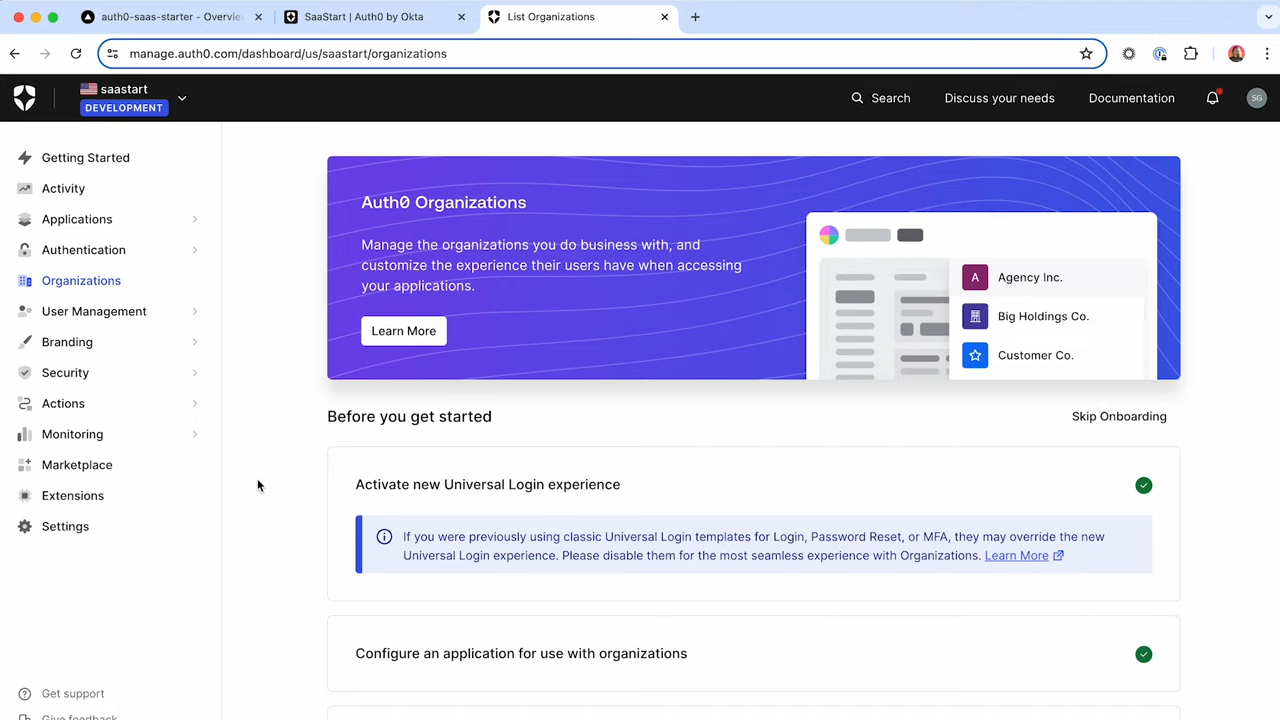 auth0-saas-starter - Overvie
SaaStart | Auth0 by Okta
List Organizations
manage.auth0.com/dashboard/us/saastart/organizations
saastart
DEVELOPMENT
Search
Discuss your needs
Documentation
SG
Getting Started
Activity
Applications
Authentication
Organizations
User Management
Branding
Security
Actions
Monitoring
Marketplace
Extensions
Settings
Get support
Give feedback
Auth0 Organizations
Manage the organizations you do business with, and
customize the experience their users have when accessing
your applications.
Learn More
A
Agency Inc.
Big Holdings Co.
Customer Co.
Before you get started
Skip Onboarding
Activate new Universal Login experience
If you were previously using classic Universal Login templates for Login, Password Reset, or MFA, they may override the new
Universal Login experience. Please disable them for the most seamless experience with Organizations. Learn More
Configure an application for use with organizations